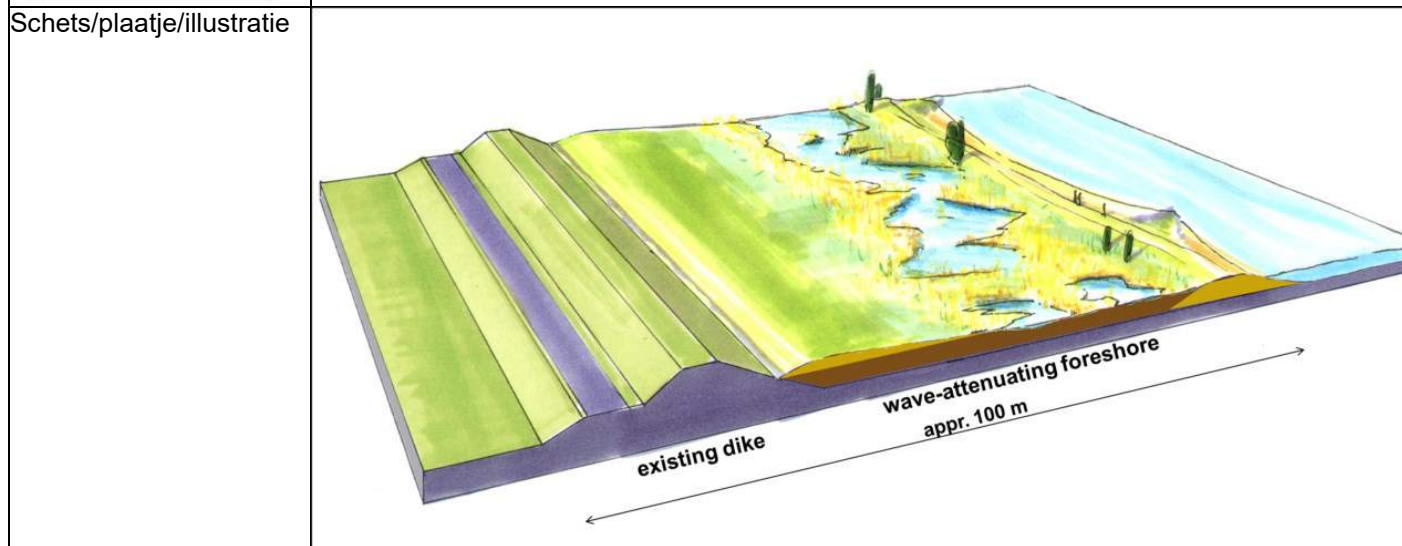 Schets/plaatje/illustratie
wave-attenuating foreshore
appr. 100 m
existing dike